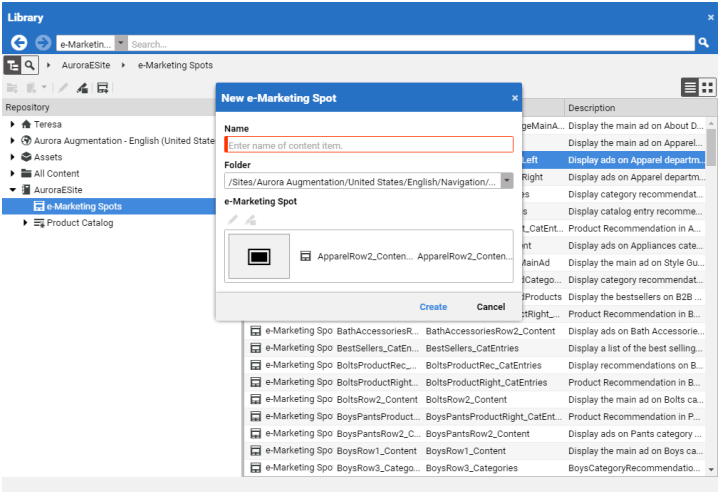 Library
e-Marketin... Search...
AuroraESite e-Marketing Spots
Repository
Description
Teresa
Aurora Augmentation - English (United State
Assets
All Content
AuroraESite
e-Marketing Spots
Product Catalog
New e-Marketing Spot
Name
Enter name of content item.
Folder
/Sites/Aurora Augmentation/United States/English/Navigation/...
e-Marketing Spot
ApparelRow2_Conten... ApparelRow2_Conten...
Create Cancel
geMainA... Display the main ad on About D...
Display the main ad on Apparel...
Left Display ads on Apparel departm...
Right Display ads on Apparel departm...
es Display category recommendat...
s Display catalog entry recomme...
t_CatEnt... Product Recommendation in A...
nt Display ads on Appliances cate...
MainAd Display the main ad on Style Gu...
dCatego... Display category recommendat...
dProducts Display the bestsellers on B2B ...
ctRight_... Product Recommendation in B...
e-Marketing Spo BathAccessoriesR... BathAccessoriesRow2_Content Display ads on Bath Accessorie...
e-Marketing Spo BestSellers_CatEn... BestSellers_CatEntries Display a list of the best selling...
e-Marketing Spo BoltsProductRec_... BoltsProductRec_CatEntries Display recommendations on B...
e-Marketing Spo BoltsProductRight... BoltsProductRight_CatEntries Product Recommendation in B...
e-Marketing Spo BoltsRow2_Content BoltsRow2_Content Display the main ad on Bolts ca...
e-Marketing Spo BoysPantsProduct... BoysPantsProductRight_CatEnt... Product Recommendation in P...
e-Marketing Spo BoysPantsRow2_C... BoysPantsRow2_Content Display ads on Pants category ...
e-Marketing Spo BoysRow1_Content BoysRow1_Content Display the main ad on Boys ca...
e-Marketing Spo BoysRow3_Catego... BoysRow3_Categories BoysCategoryRecommendatio...